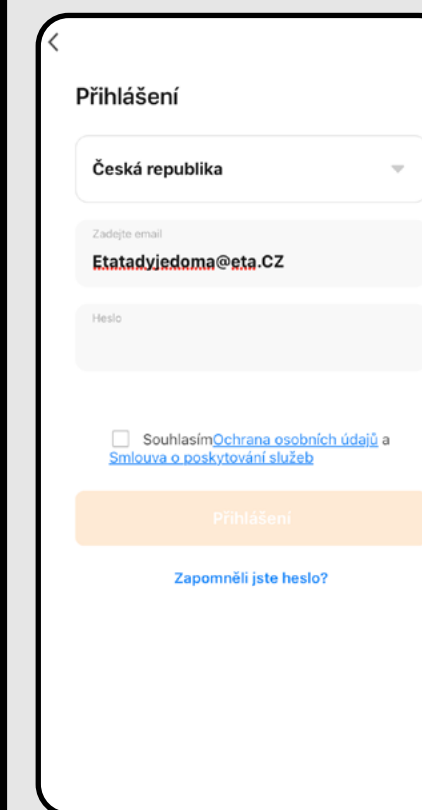 Přihlášení
Česká republika
Zadejte email
Etatadyjedoma@eta.CZ
Heslo
SouhlasímOchrana osobních údajů a
Smlouva o poskytování služeb
Přihlášení
Zapomněli jste heslo?